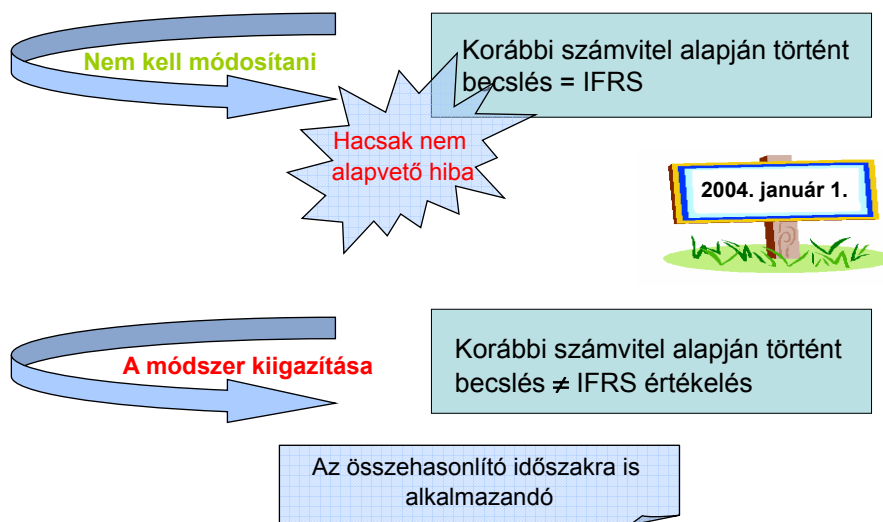 Nem kell módosítani
Korábbi számvitel alapján történt
becslés = IFRS
Hacsak nem
alapvető hiba
2004. január 1.
A módszer kiigazítása
Korábbi számvitel alapján történt
becslés ≠ IFRS értékelés
Az összehasonlító időszakra is
alkalmazandó